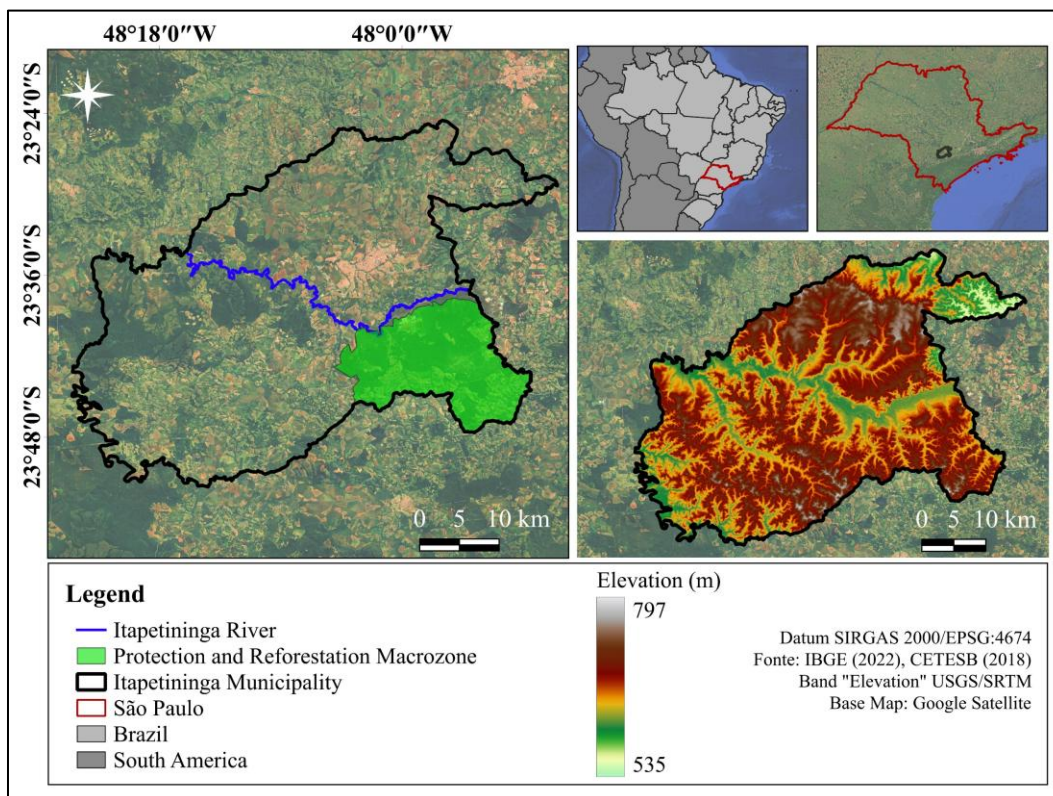 48°18'0"W 48°0'0"W
23°24'0"S
23°36'0"S
23°48'0"S
0 5 10 km
0 5 10 km
Legend
Itapetininga River
Protection and Reforestation Macrozone
Itapetininga Municipality
São Paulo
Brazil
South America
Elevation (m)
797
535
Datum SIRGAS 2000/EPSG:4674
Fonte: IBGE (2022), CETESB (2018)
Band "Elevation" USGS/SRTM
Base Map: Google Satellite